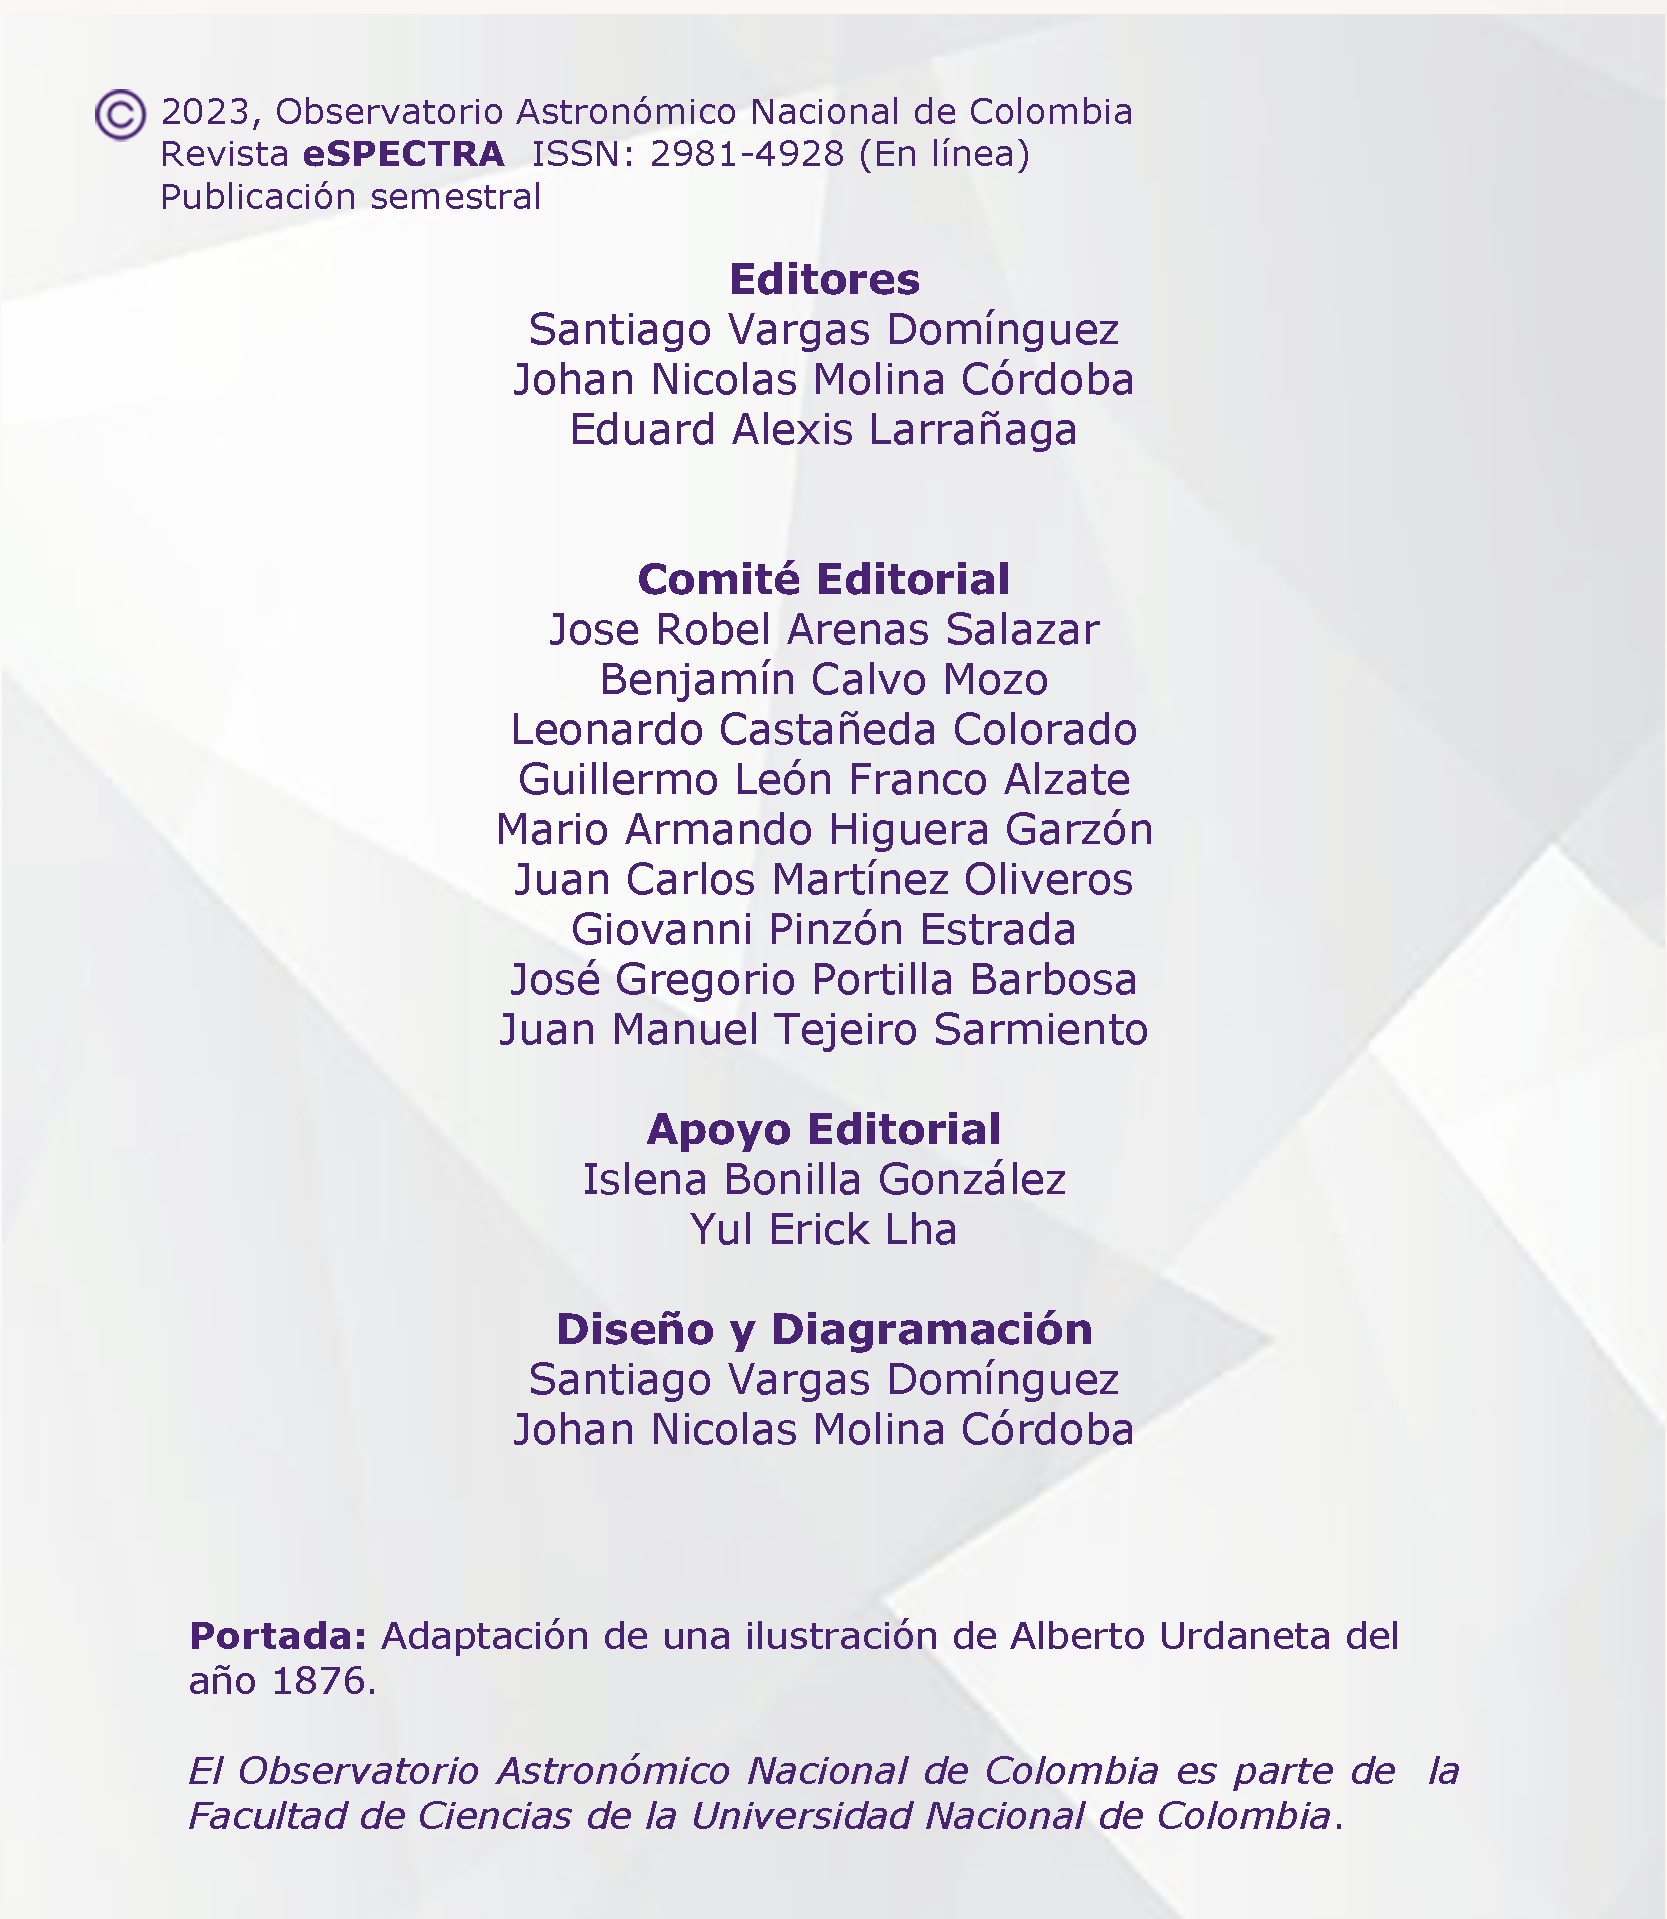 © 2023, Observatorio Astronómico Nacional de Colombia
Revista eSPECTRA ISSN: 2981-4928 (En línea)
Publicación semestral
Editores
Santiago Vargas Domínguez
Johan Nicolas Molina Córdoba
Eduard Alexis Larrañaga
Comité Editorial
Jose Robel Arenas Salazar
Benjamín Calvo Mozo
Leonardo Castañeda Colorado
Guillermo León Franco Alzate
Mario Armando Higuera Garzón
Juan Carlos Martínez Oliveros
Giovanni Pinzón Estrada
José Gregorio Portilla Barbosa
Juan Manuel Tejeiro Sarmiento
Apoyo Editorial
Islena Bonilla González
Yul Erick Lha
Diseño y Diagramación
Santiago Vargas Domínguez
Johan Nicolas Molina Córdoba
Portada: Adaptación de una ilustración de Alberto Urdaneta del
año 1876.
El Observatorio Astronómico Nacional de Colombia es parte de la
Facultad de Ciencias de la Universidad Nacional de Colombia.